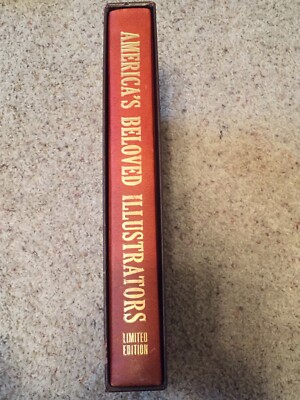 AMERICA'S BELOVED ILLUSTRATORS
LIMITED
EDITION